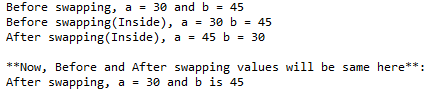 Before swapping, a = 30 and b = 45
Before swapping(Inside), a = 30 b = 45
After swapping(Inside), a = 45 b = 30
**Now, Before and After swapping values will be same here**:
After swapping, a = 30 and b is 45